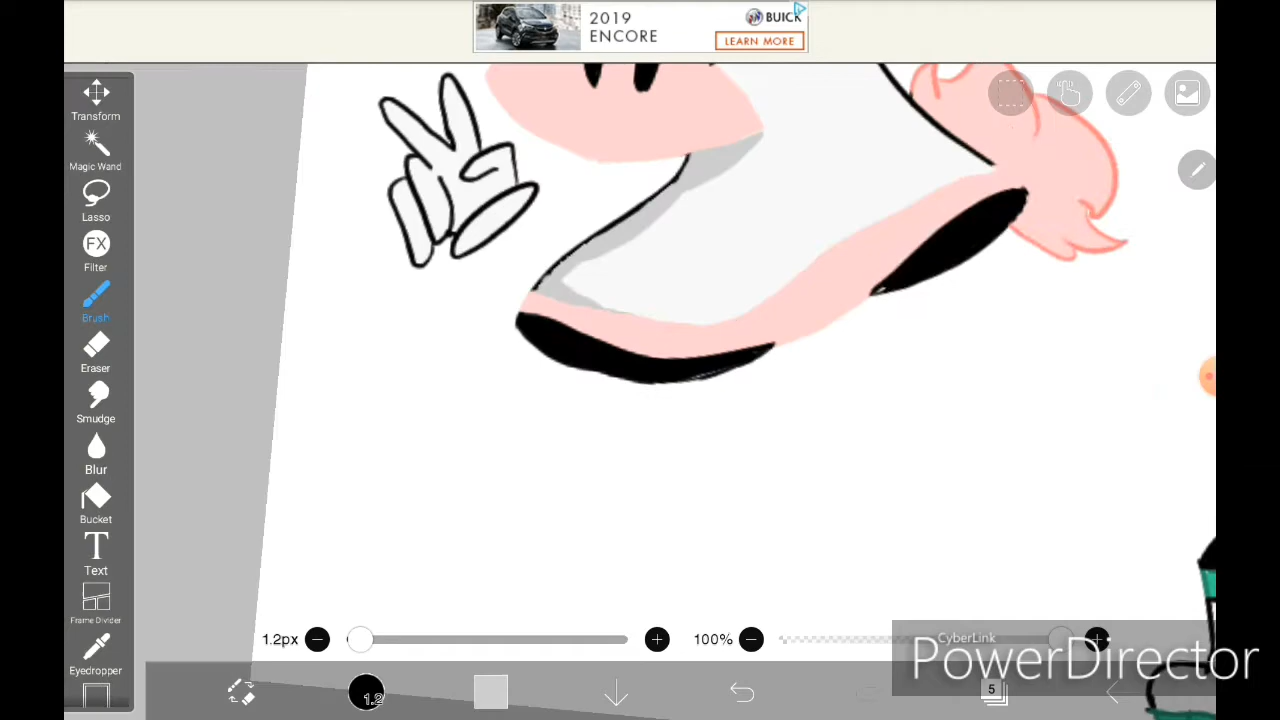 2019
ENCORE
BUICK
LEARN MORE
Transform
Magic Wand
Lasso
FX
Filter
Brush
Eraser
Smudge
Blur
Bucket
T
Text
Frame Divider
Eyedropper
1.2px
100%
1.2
5
CyberLink
PowerDirector